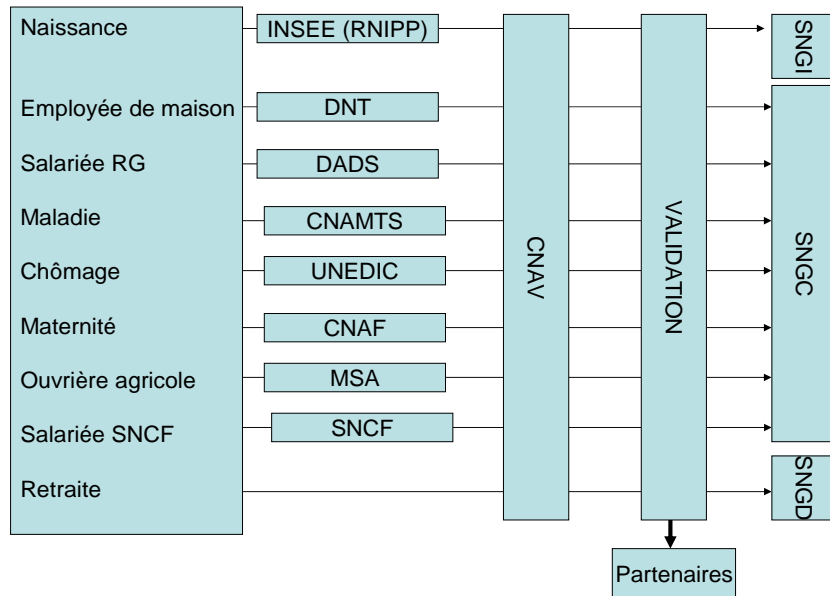 Naissance
INSEE (RNIPP)
SNGI
Employée de maison
DNT
Salariée RG
DADS
Maladie
CNAMTS
Chômage
UNEDIC
Maternité
CNAF
Ouvrière agricole
MSA
Salariée SNCF
SNCF
Retraite
CNAV
VALIDATION
SNGC
SNGD
Partenaires